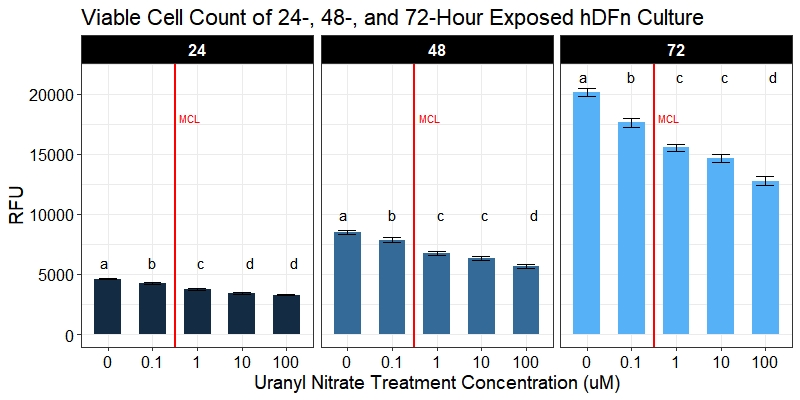 Viable Cell Count of 24-, 48-, and 72-Hour Exposed hDFn Culture
24 48 72
a b c c d
20000
MCL MCL MCL
15000
a b c c d
10000
a b c d d
5000
0
RFU
0 0.1 1 10 100 0 0.1 1 10 100 0 0.1 1 10 100
Uranyl Nitrate Treatment Concentration (uM)